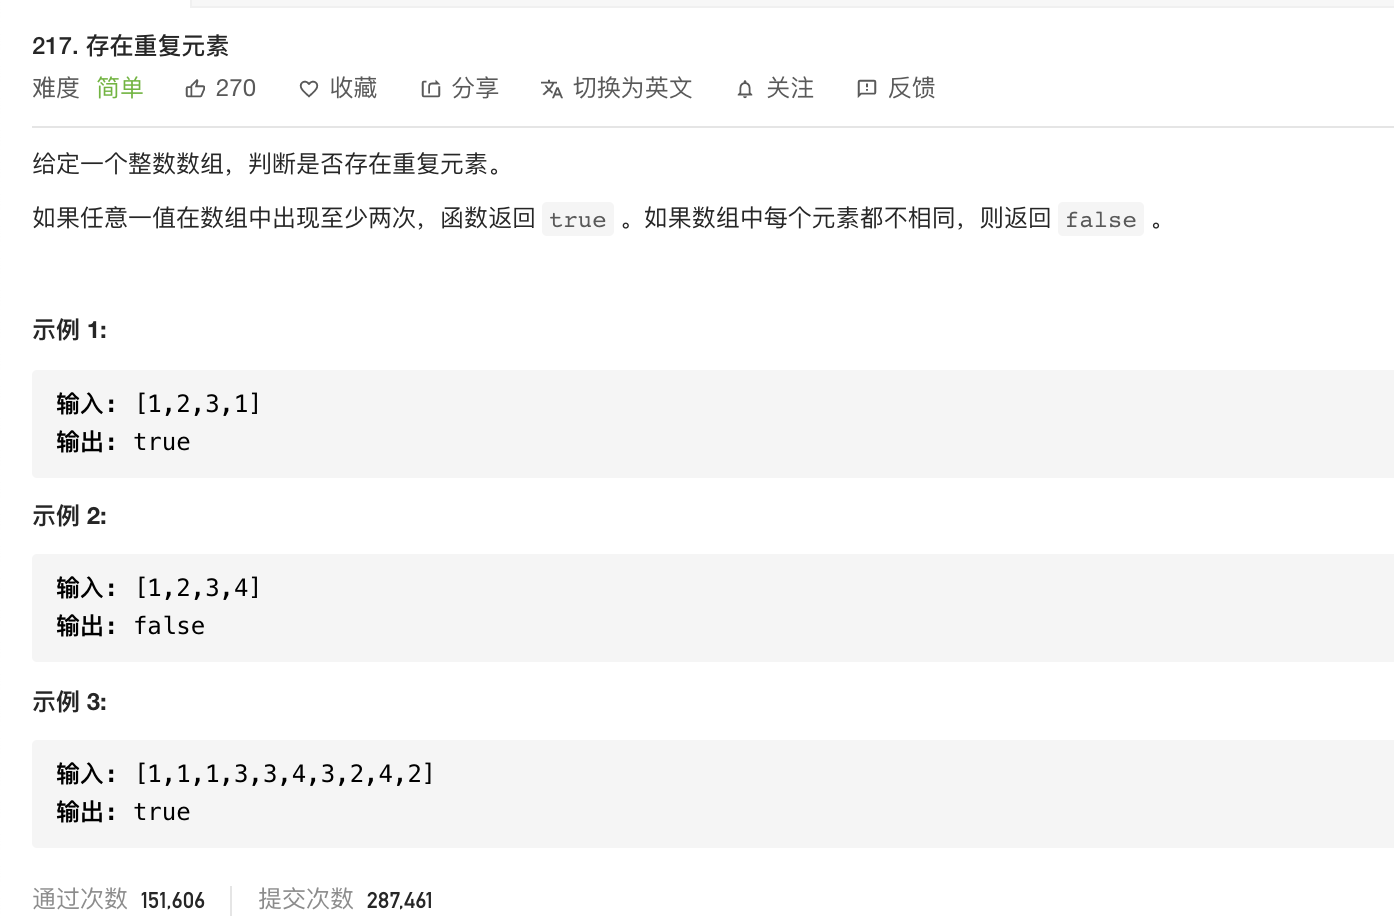 217. 存在重复元素
难度 简单 270 收藏 分享 切换为英文 关注 反馈
给定一个整数数组，判断是否存在重复元素。
如果任意一值在数组中出现至少两次，函数返回 true 。如果数组中每个元素都不相同，则返回 false 。
示例 1:
输入: [1,2,3,1]
输出: true
示例 2:
输入: [1,2,3,4]
输出: false
示例 3:
输入: [1,1,1,3,3,4,3,2,4,2]
输出: true
通过次数 151,606 提交次数 287,461